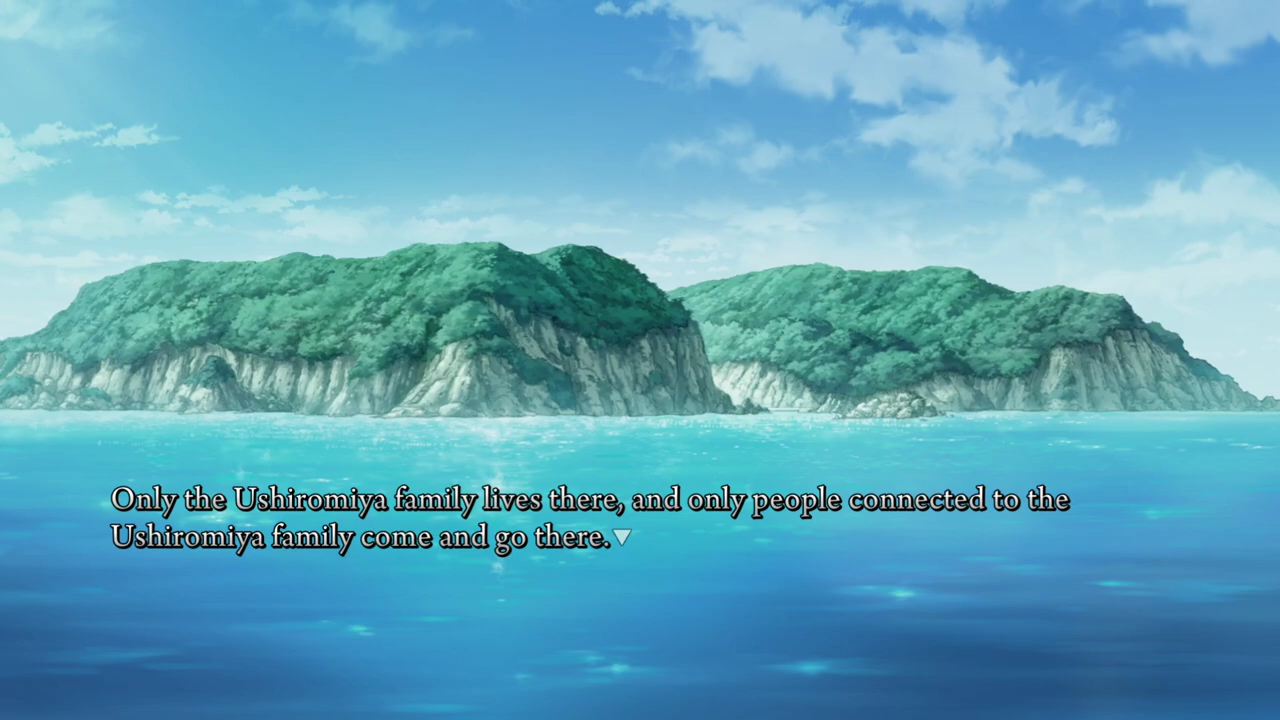 Only the Ushiromiya family lives there, and only people connected to the
Ushiromiya family come and go there.